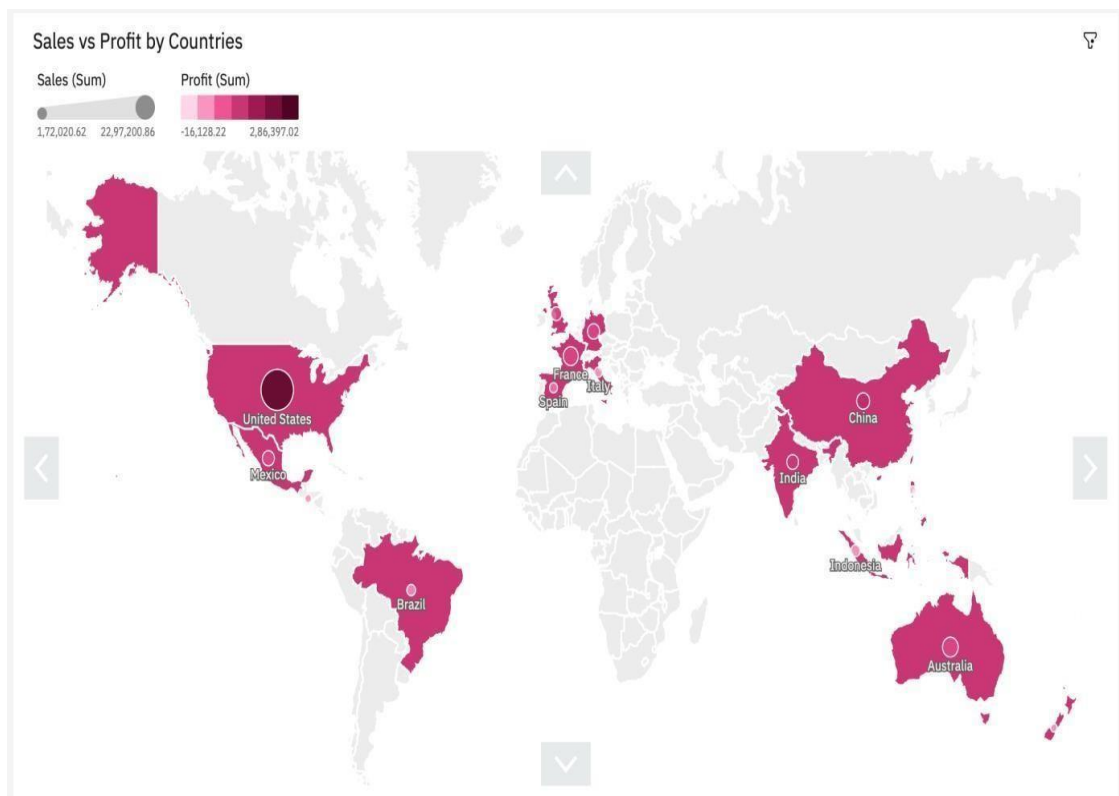 Sales vs Profit by Countries
Sales (Sum)
Profit (Sum)
1,72,020.62
22,97,200.86
-16,128.22
2,86,397.02
France
Italy
Spain
United States
China
Mexico
India
Indonesia
Brazil
Australia